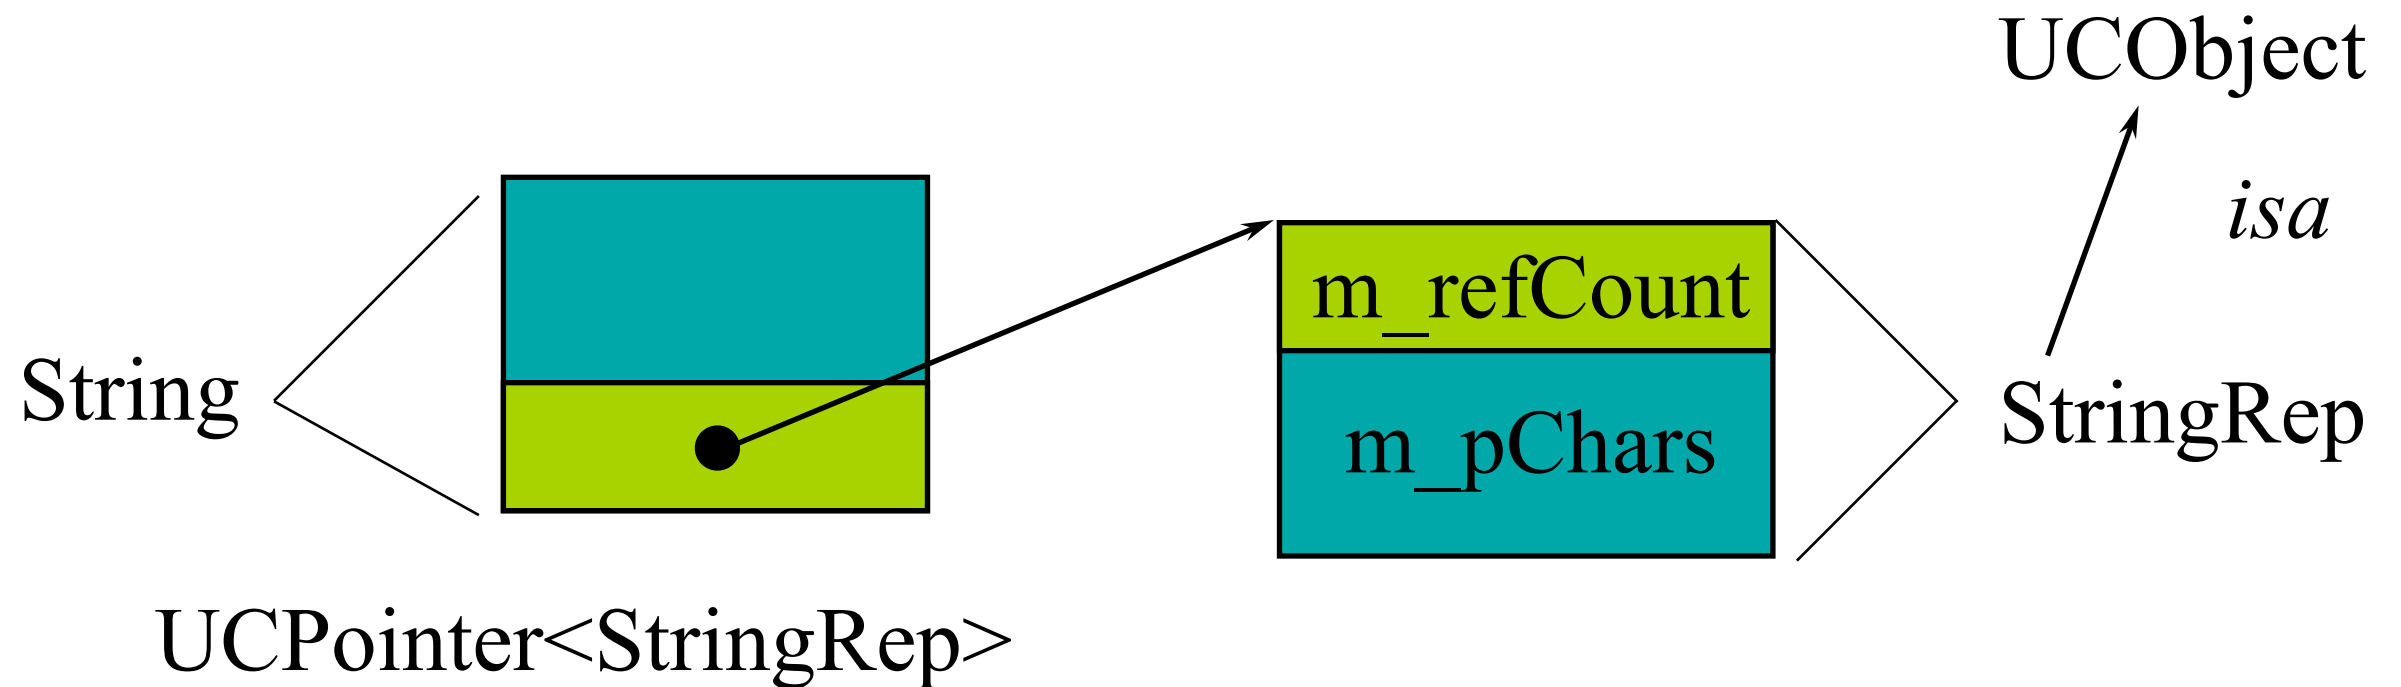 UCObject
isa
m_refCount
String
StringRep
m_pChars
UCPointer<StringRep>